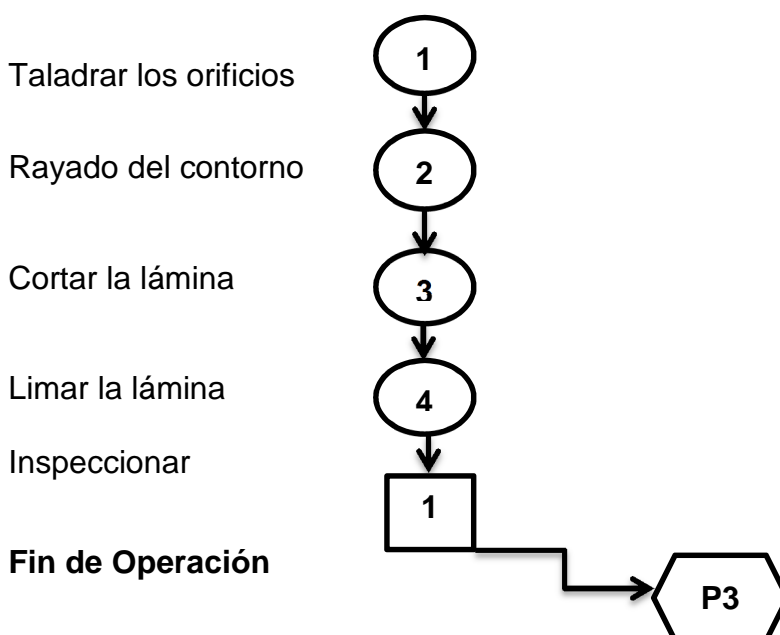 Taladrar los orificios
1
Rayado del contorno
2
Cortar la lámina
3
Limar la lámina
4
Inspeccionar
1
Fin de Operación
P3